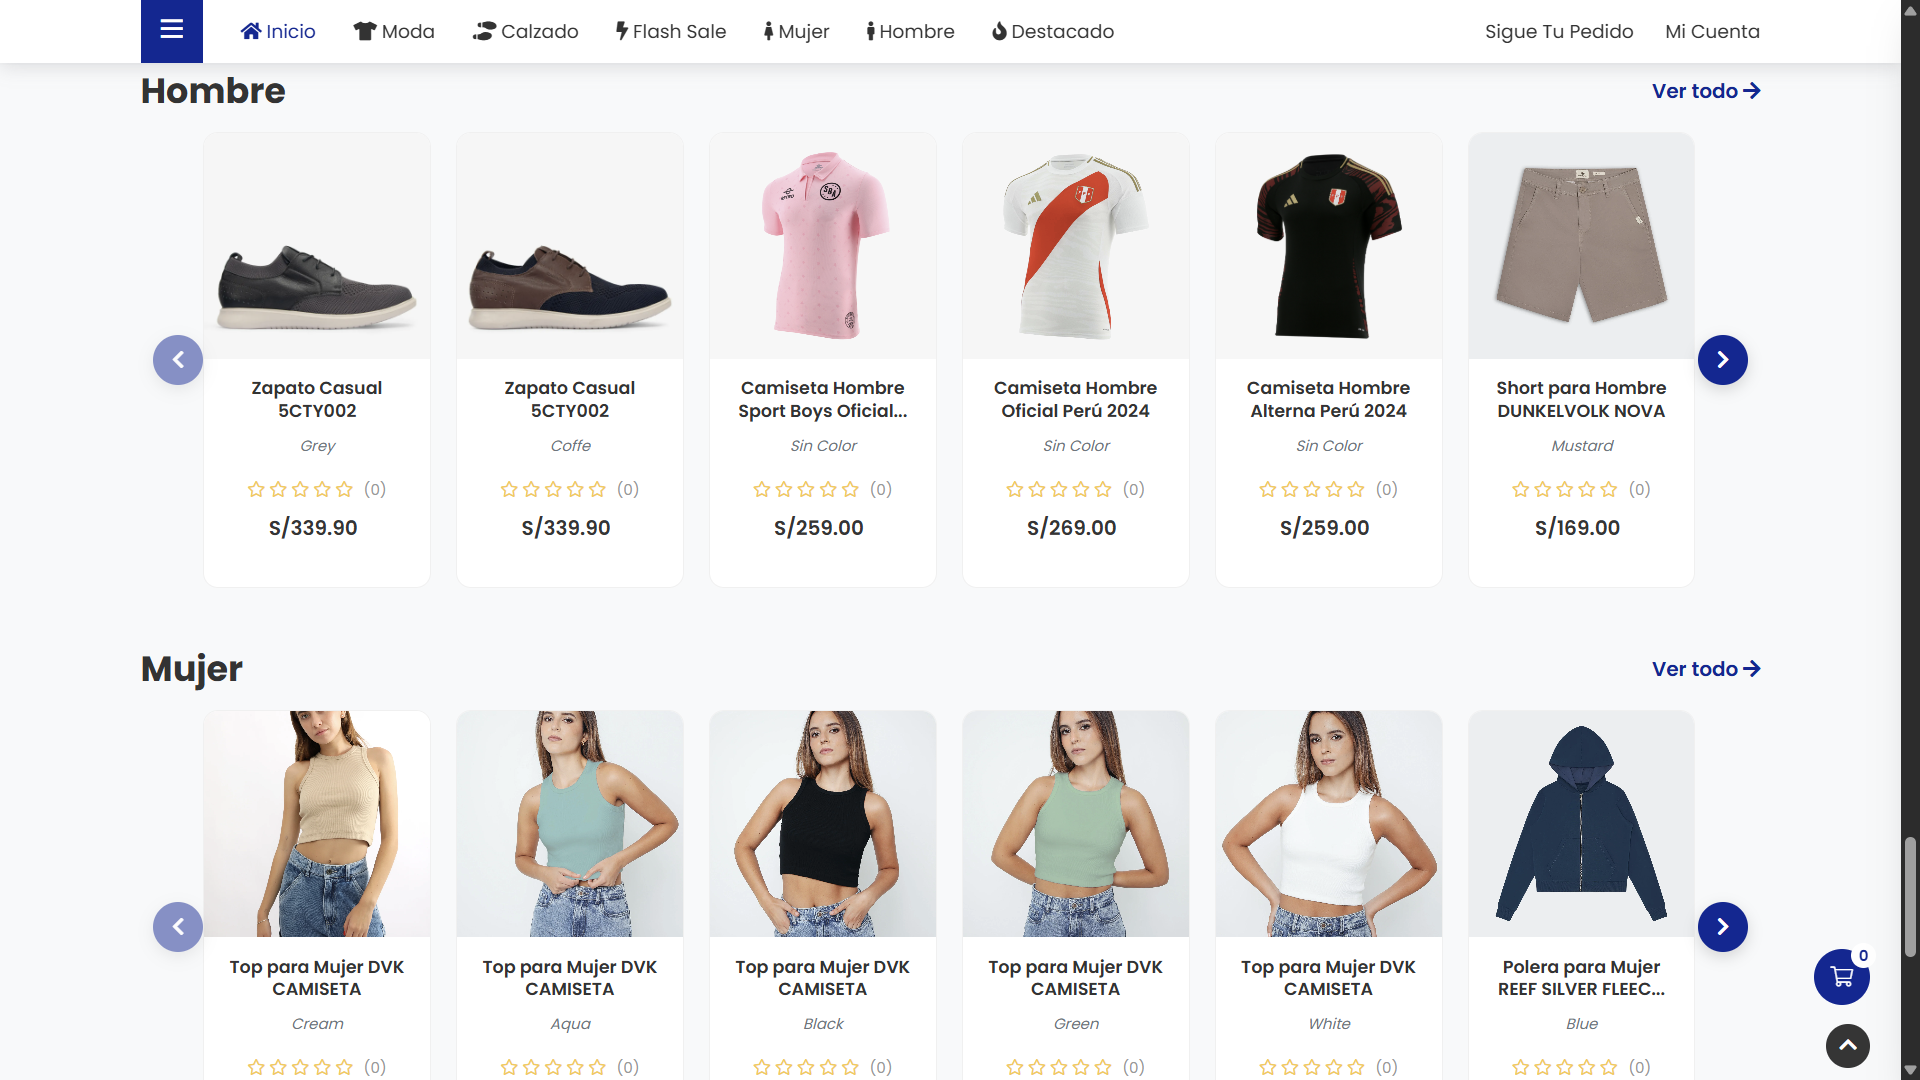 Inicio
Moda
Calzado
Flash Sale
Mujer
Hombre
Destacado
Sigue Tu Pedido
Mi Cuenta
Hombre
Ver todo
Zapato Casual
5CTY002
Grey
(0)
S/339.90
Zapato Casual
5CTY002
Coffe
(0)
S/339.90
Camiseta Hombre
Sport Boys Oficial...
Sin Color
(0)
S/259.00
Camiseta Hombre
Oficial Perú 2024
Sin Color
(0)
S/269.00
Camiseta Hombre
Alterna Perú 2024
Sin Color
(0)
S/259.00
Short para Hombre
DUNKELVOLK NOVA
Mustard
(0)
S/169.00
Mujer
Ver todo
Top para Mujer DVK
CAMISETA
Cream
(0)
Top para Mujer DVK
CAMISETA
Aqua
(0)
Top para Mujer DVK
CAMISETA
Black
(0)
Top para Mujer DVK
CAMISETA
Green
(0)
Top para Mujer DVK
CAMISETA
White
(0)
Polera para Mujer
REEF SILVER FLEEC...
Blue
(0)
0